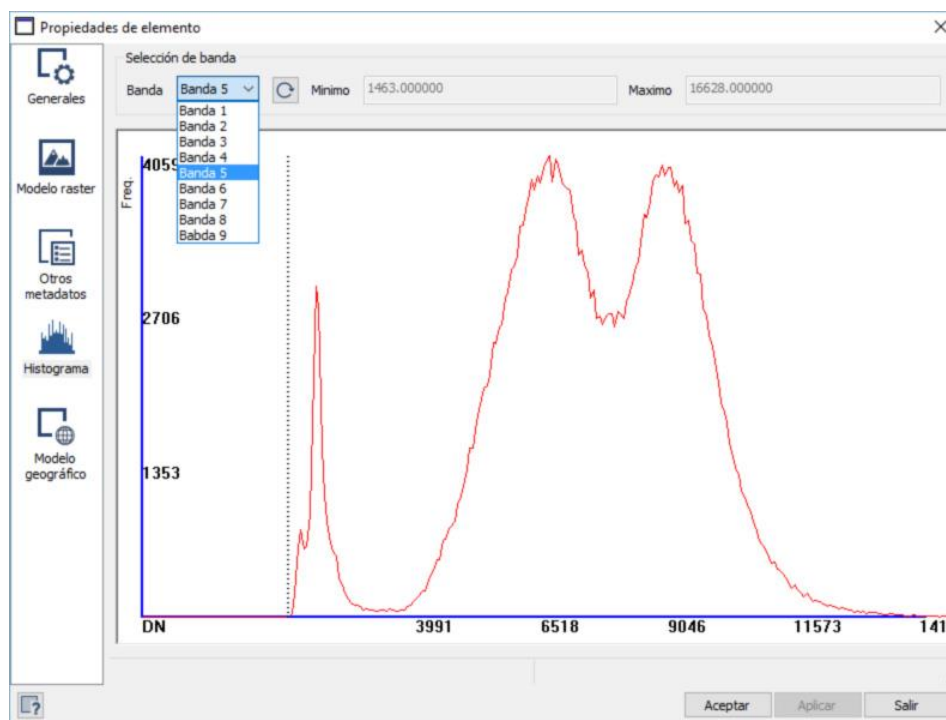 Propiedades de elemento
Generales
Modelo raster
Otros
metadatos
Histograma
Modelo
geográfico
Selección de banda
Banda
Banda 5
Minimo
1463.000000
Maximo
16628.000000
Banda 1
Banda 2
Banda 3
Banda 4
Banda 5
Banda 6
Banda 7
Banda 8
Babda 9
Freq.
4059
2706
1353
DN
3991
6518
9046
11573
141
?
Aceptar
Aplicar
Salir